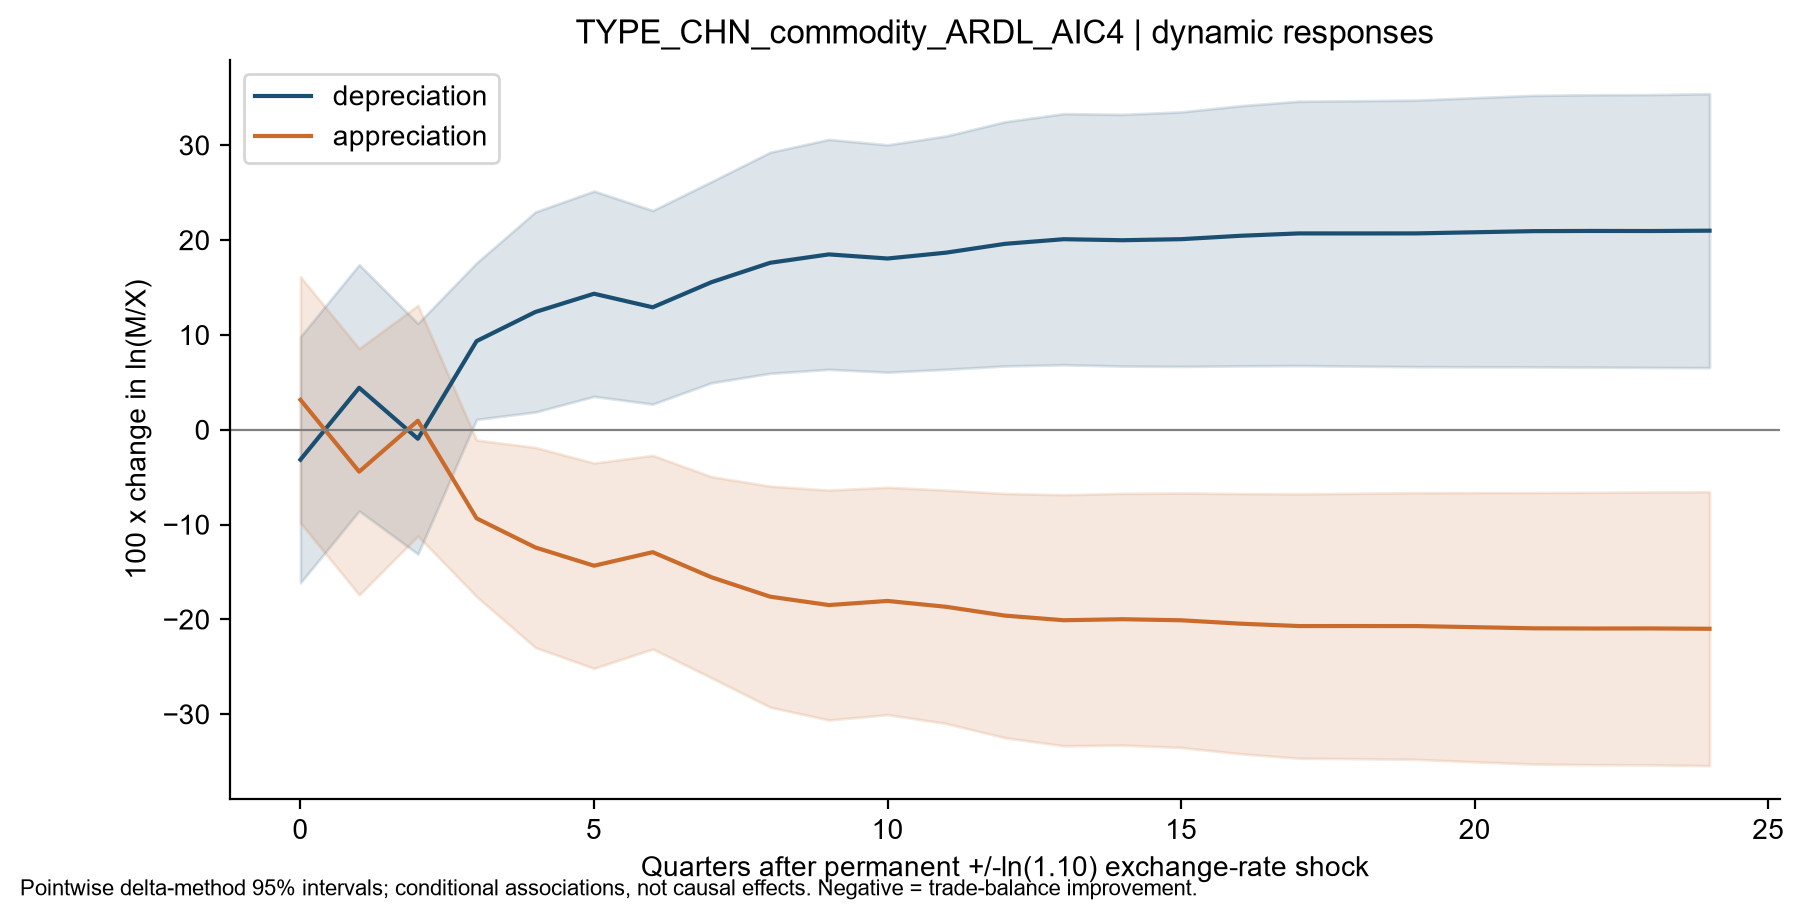 TYPE_CHN_commodity_ARDL_AIC4 | dynamic responses
depreciation
appreciation
100 x change in ln(M/X)
30
20
10
0
−10
−20
−30
0
5
10
15
20
25
Quarters after permanent +/-ln(1.10) exchange-rate shock
Pointwise delta-method 95% intervals; conditional associations, not causal effects. Negative = trade-balance improvement.